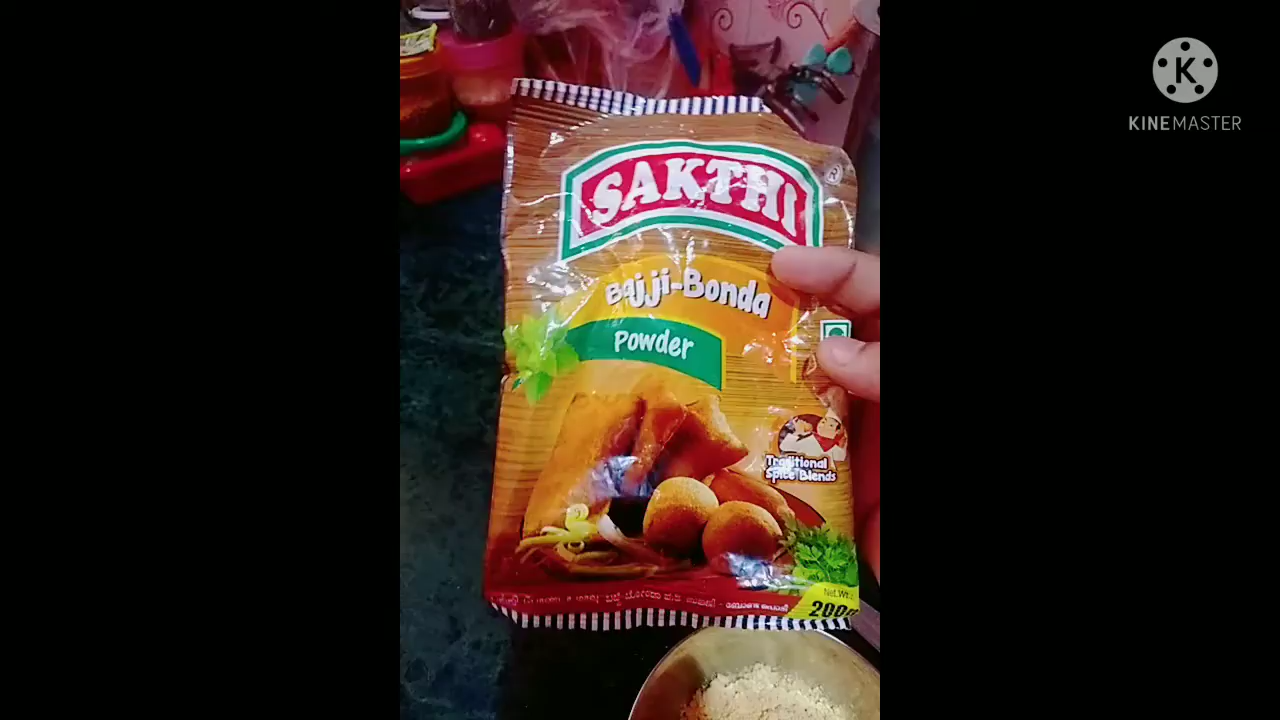 SAKTHI
Bajji-Bonda
Powder
Traditional
Spice Blends
Net.Wt
200g
KINEMASTER